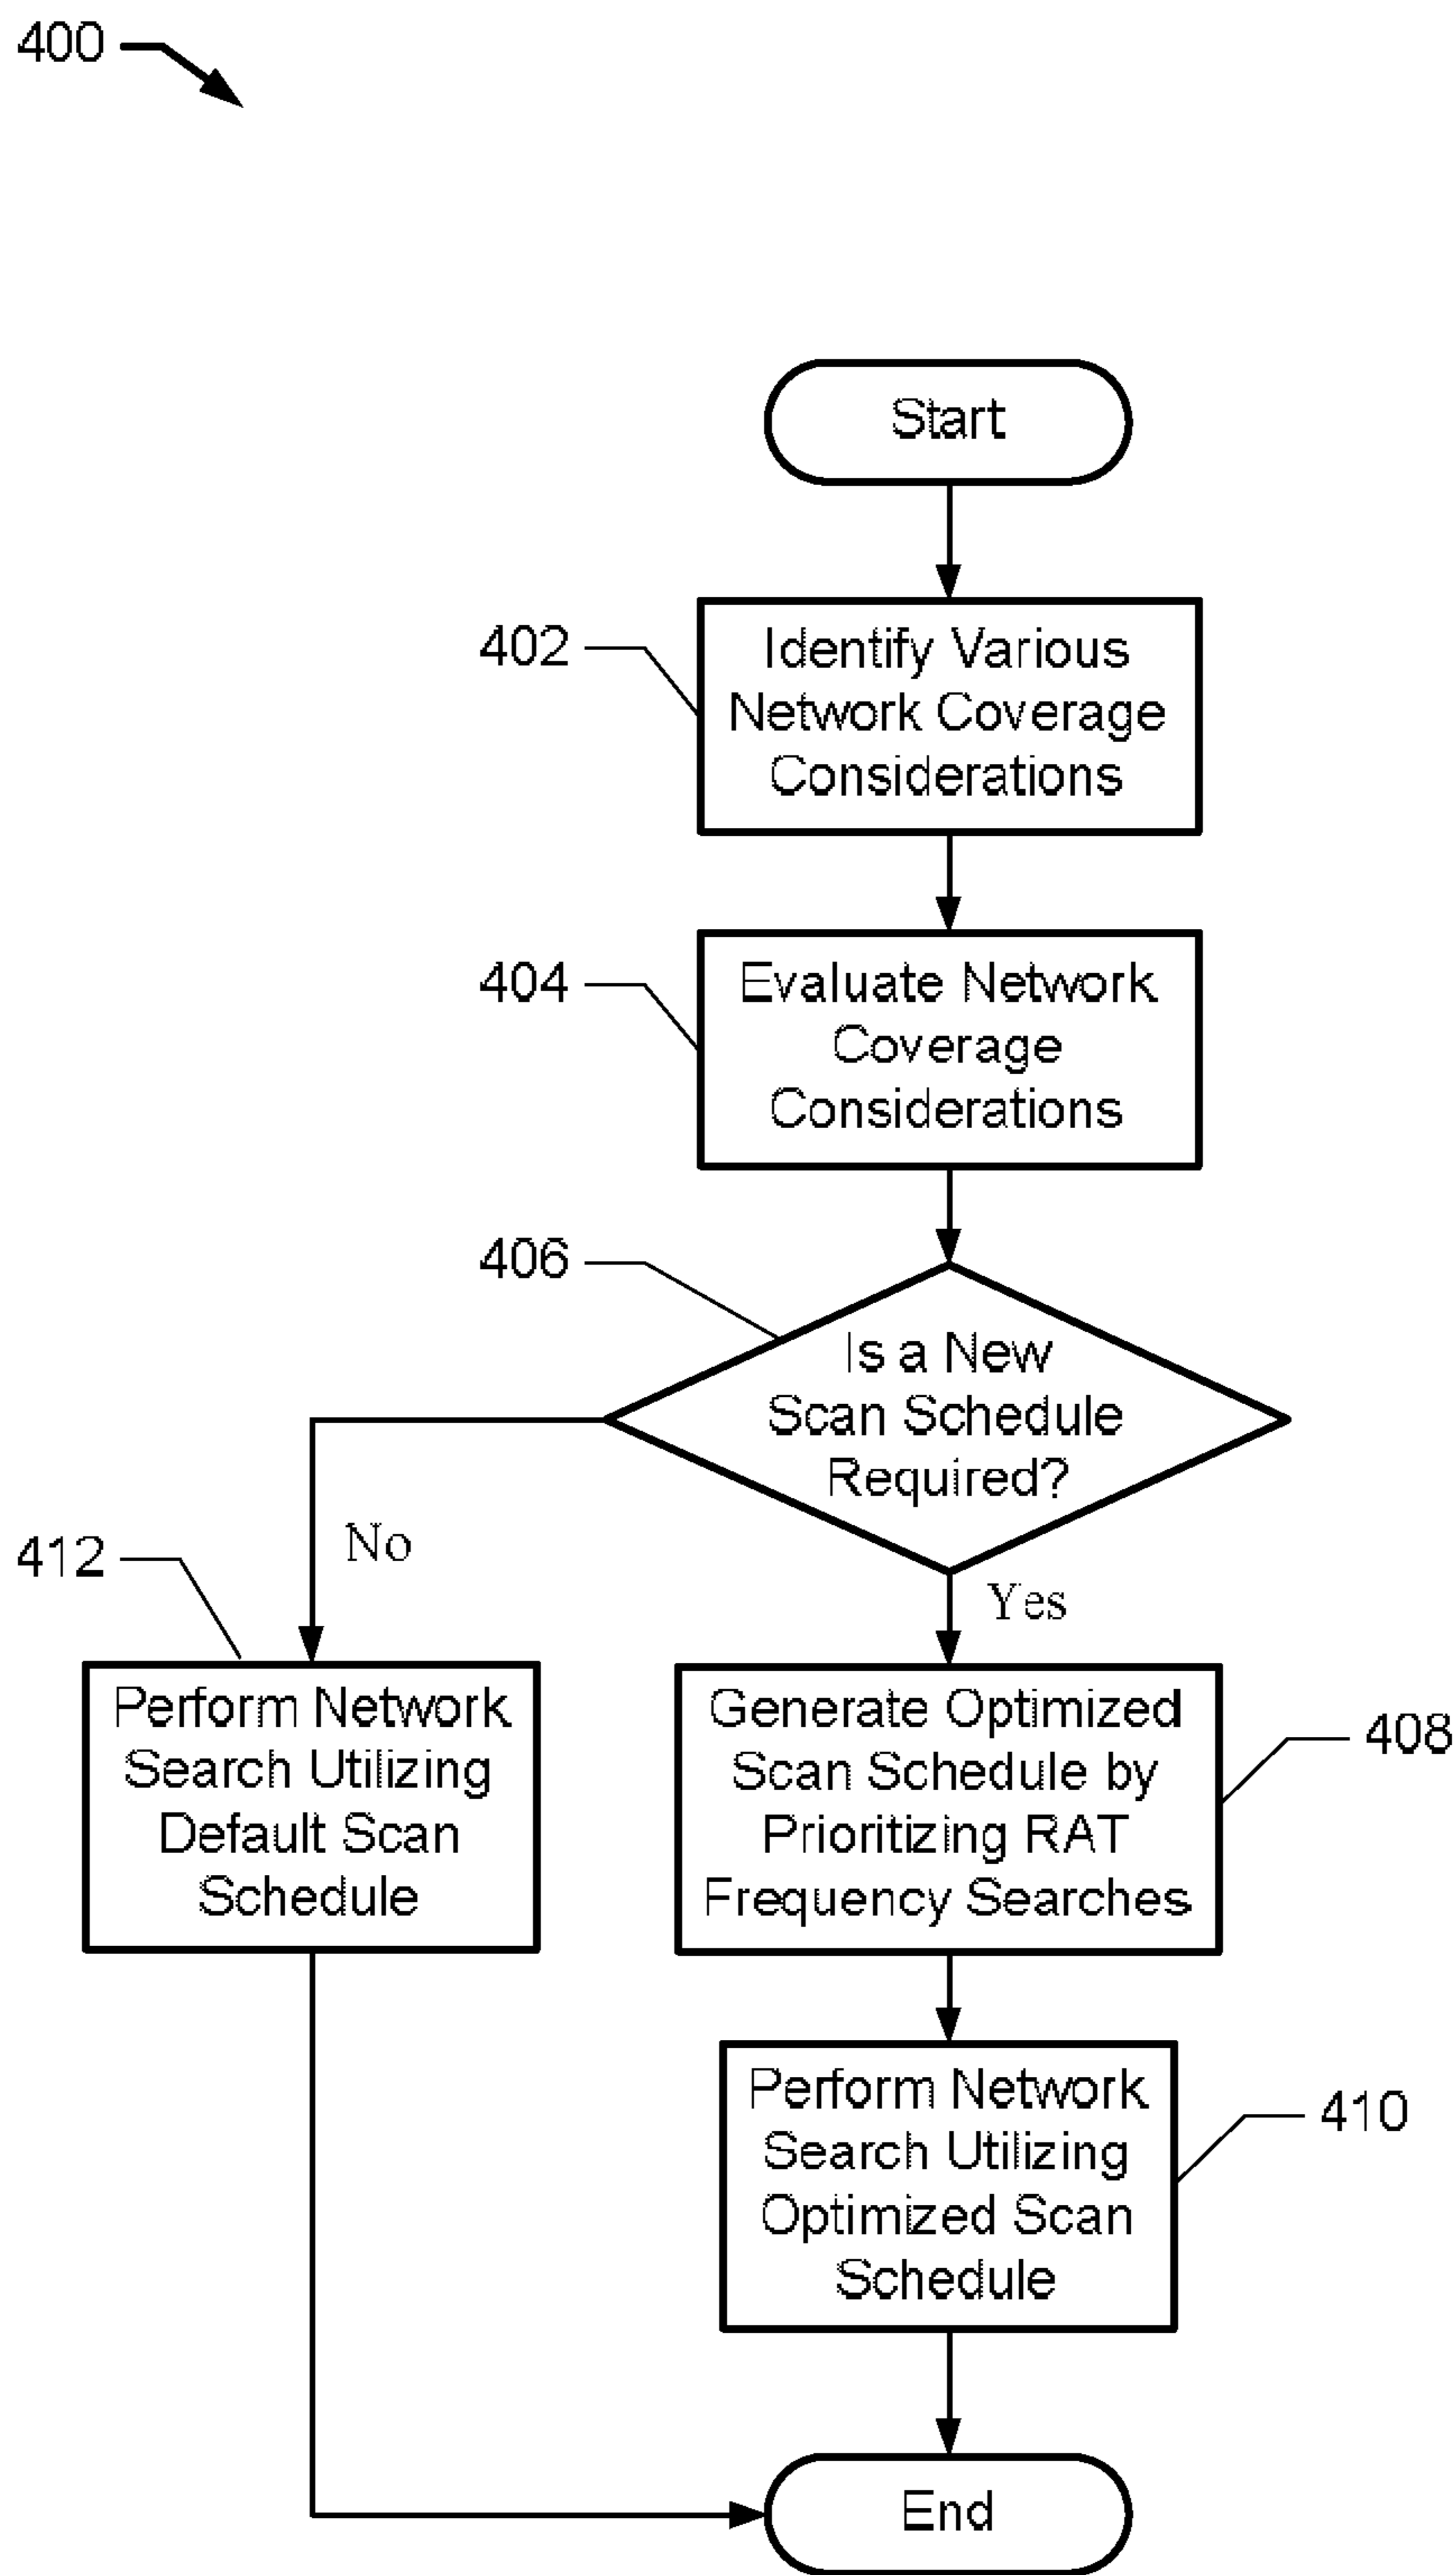 400
Start
402
Identify Various
Network Coverage
Considerations
404
Evaluate Network
Coverage
Considerations
406
Is a New
Scan Schedule
Required?
No
Yes
412
Perform Network
Search Utilizing
Default Scan
Schedule
Generate Optimized
Scan Schedule by
Prioritizing RAT
Frequency Searches
408
Perform Network
Search Utilizing
Optimized Scan
Schedule
410
End